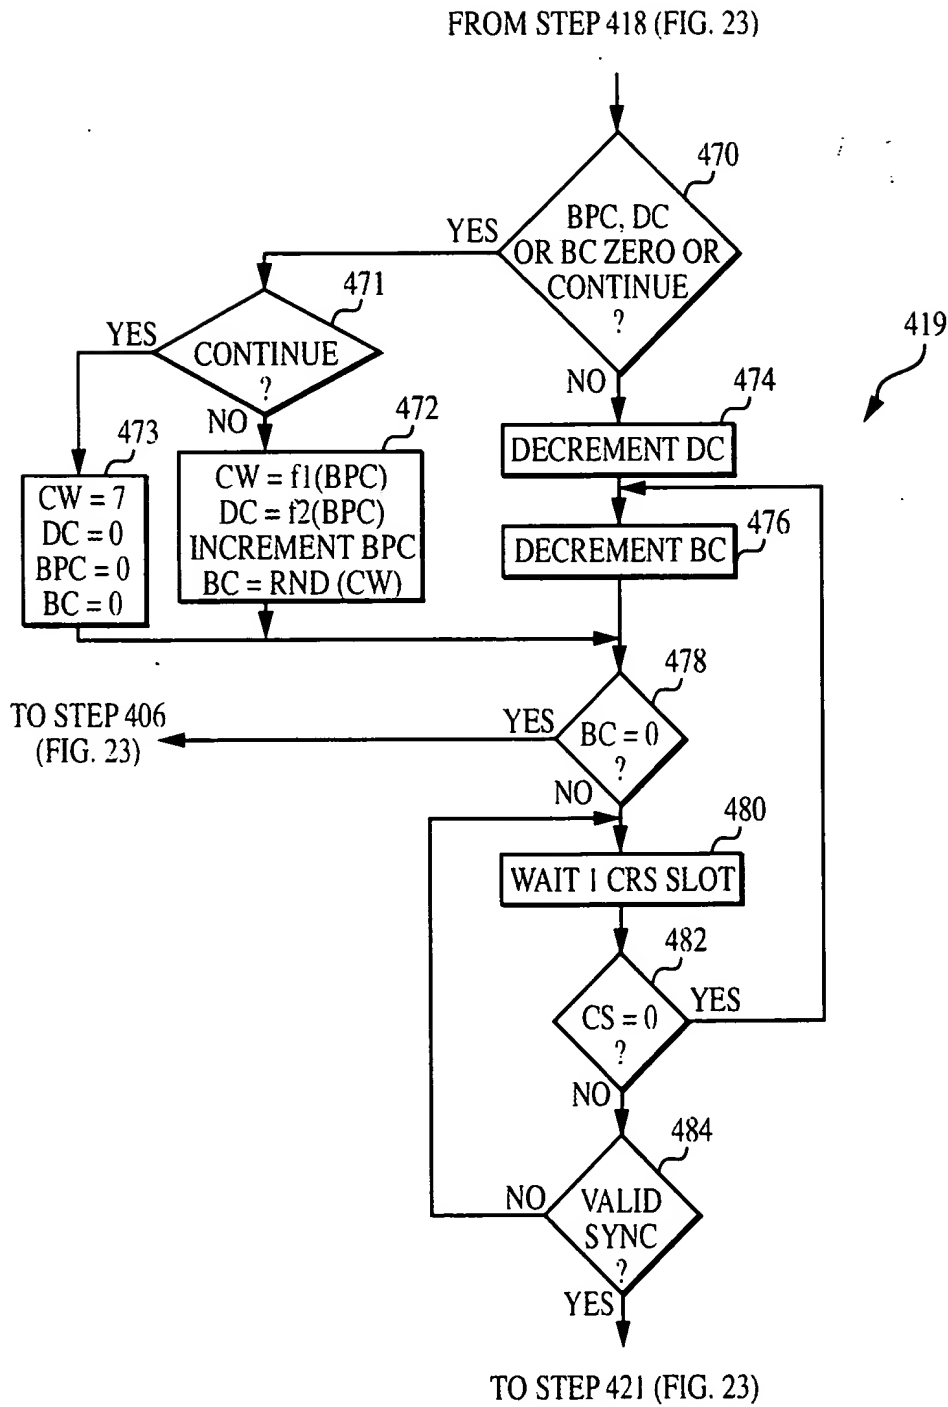 FROM STEP 418 (FIG. 23)
470
BPC, DC
OR BC ZERO OR
CONTINUE
?
YES
NO
471
CONTINUE
?
YES
NO
419
473
CW = 7
DC = 0
BPC = 0
BC = 0
472
CW = f1(BPC)
DC = f2(BPC)
INCREMENT BPC
BC = RND (CW)
474
DECREMENT DC
476
DECREMENT BC
478
BC = 0
?
YES
NO
TO STEP 406
(FIG. 23)
480
WAIT 1 CRS SLOT
482
CS = 0
?
YES
NO
484
VALID
SYNC
?
NO
YES
TO STEP 421 (FIG. 23)